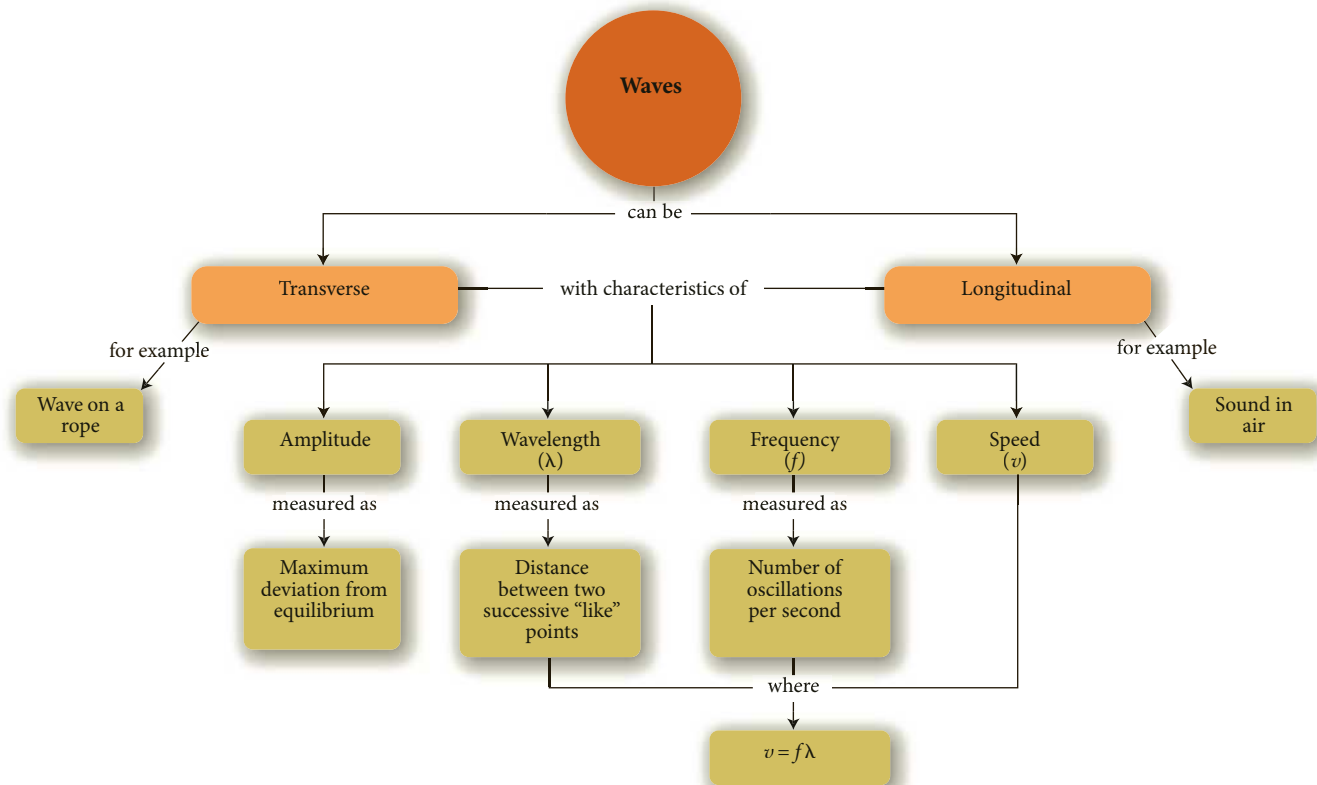 Waves
can be
Transverse
with characteristics of
Longitudinal
for example
for example
Wave on a
rope
Sound in
air
Amplitude
Wavelength
(λ)
Frequency
(f)
Speed
(v)
measured as
measured as
measured as
Maximum
deviation from
equilibrium
Distance
between two
successive “like”
points
Number of
oscillations
per second
where
v = f λ